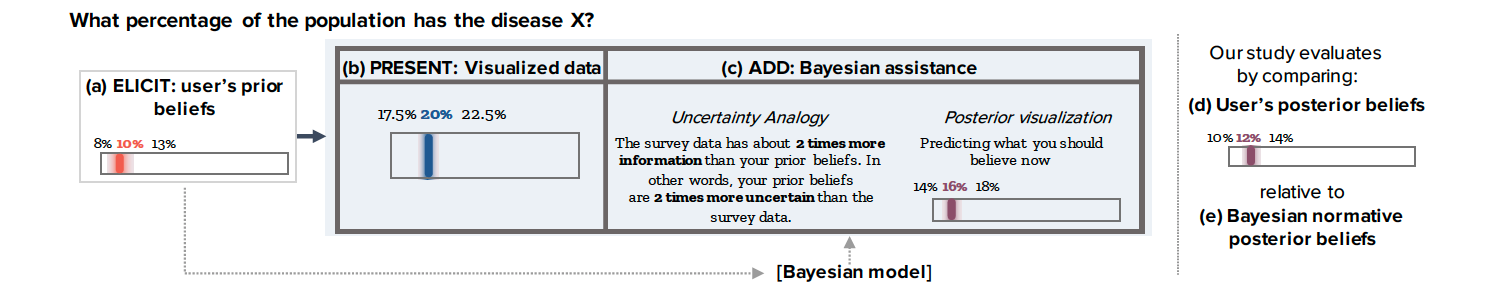 What percentage of the population has the disease X?
(a) ELICIT: user's prior
beliefs
8% 10% 13%
(b) PRESENT: Visualized data
17.5% 20% 22.5%
(c) ADD: Bayesian assistance
Uncertainty Analogy
The survey data has about 2 times more
information than your prior beliefs. In
other words, your prior beliefs
are 2 times more uncertain than the
survey data.
Posterior visualization
Predicting what you should
believe now
14% 16% 18%
[Bayesian model]
Our study evaluates
by comparing:
(d) User's posterior beliefs
10% 12% 14%
relative to
(e) Bayesian normative
posterior beliefs